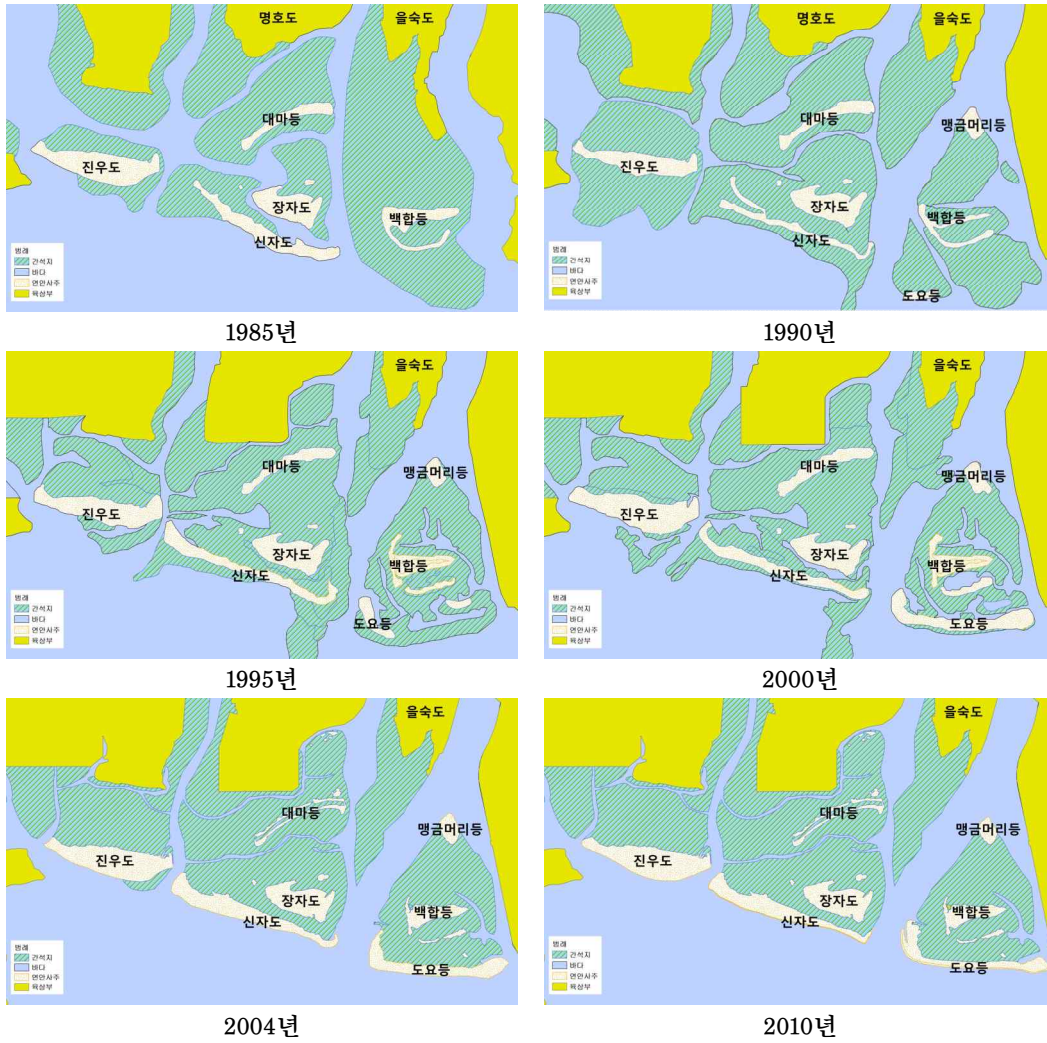 명호도
을숙도
대마등
진우도
장자도
백합등
신자도
범례
간석지
바다
연안사주
육상부
1985년
명호도
을숙도
대마등
맹금머리등
진우도
장자도
백합등
신자도
도요등
범례
간석지
바다
연안사주
육상부
1990년
을숙도
대마등
맹금머리등
진우도
장자도
백합등
신자도
도요등
범례
간석지
바다
연안사주
육상부
1995년
을숙도
대마등
맹금머리등
진우도
장자도
백합등
신자도
도요등
범례
간석지
바다
연안사주
육상부
2000년
을숙도
대마등
맹금머리등
진우도
장자도
백합등
신자도
도요등
범례
간석지
바다
연안사주
육상부
2004년
을숙도
대마등
맹금머리등
진우도
장자도
백합등
신자도
도요등
범례
간석지
바다
연안사주
육상부
2010년